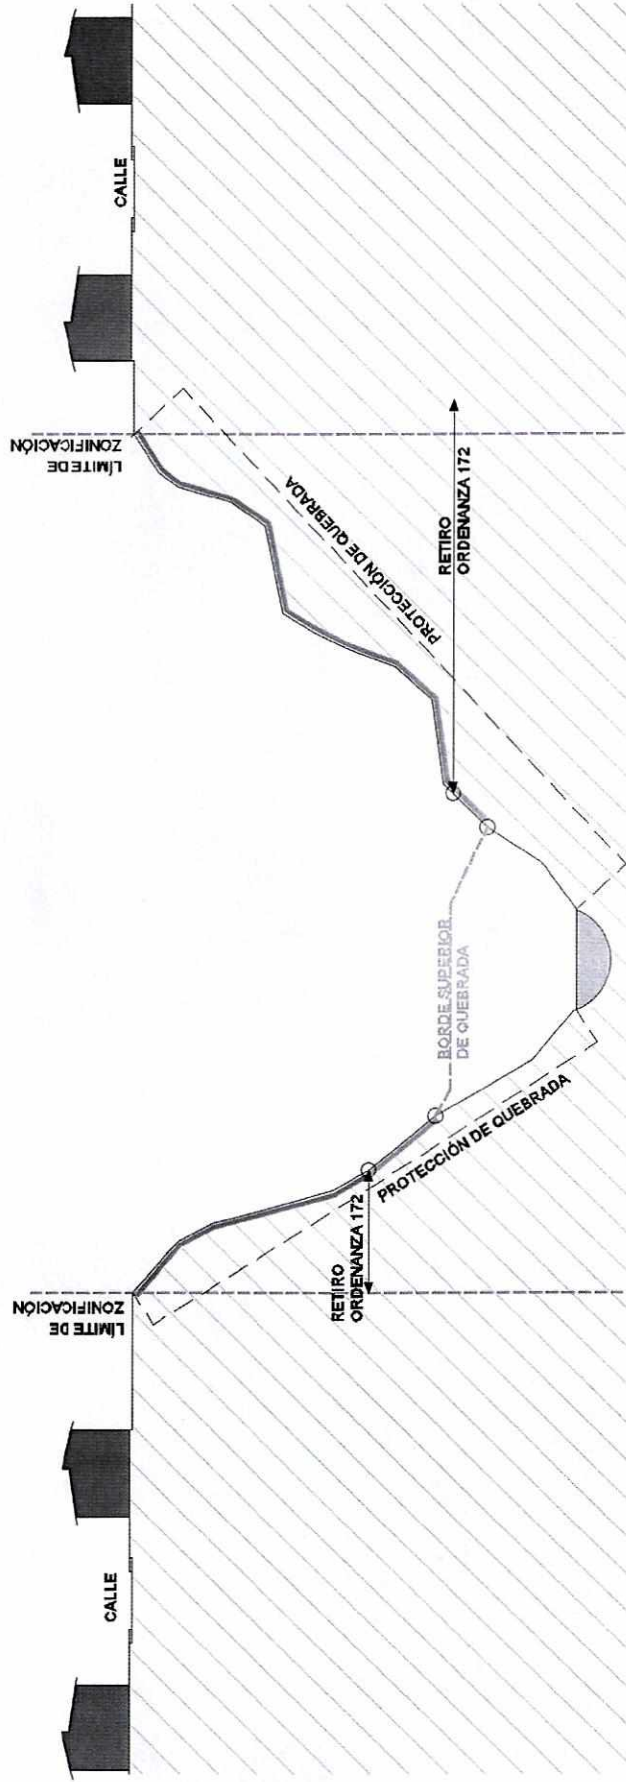 CALLE
LÍMITE DE
ZONIFICACIÓN
RETIRO
ORDENANZA 172
PROTECCIÓN DE QUEBRADA
BORDE SUPERIOR
DE QUEBRADA
PROTECCIÓN DE QUEBRADA
RETIRO
ORDENANZA 172
LÍMITE DE
ZONIFICACIÓN
CALLE